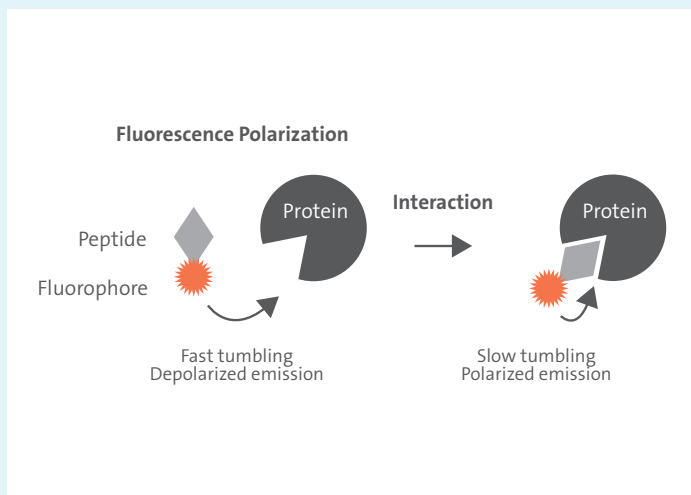 Fluorescence Polarization
Protein
Peptide
Fluorophore
Fast tumbling
Depolarized emission
Interaction
Protein
Slow tumbling
Polarized emission